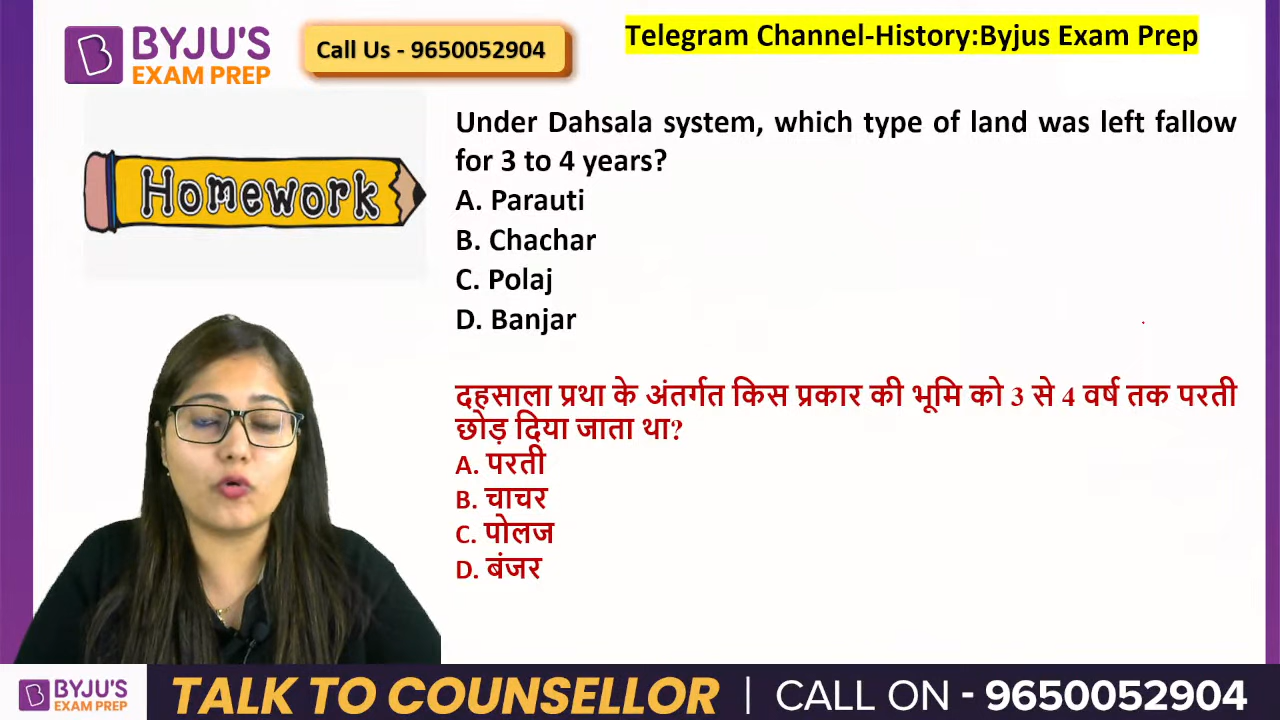 BYJU'S
EXAM PREP
Call Us - 9650052904
Telegram Channel-History:Byjus Exam Prep
Homework
Under Dahsala system, which type of land was left fallow
for 3 to 4 years?
A. Parauti
B. Chachar
C. Polaj
D. Banjar
दहसाला प्रथा के अंतर्गत किस प्रकार की भूमि को 3 से 4 वर्ष तक परती
छोड़ दिया जाता था?
A. परती
B. चाचर
C. पोलज
D. बंजर
BYJU'S
EXAM PREP
TALK TO COUNSELLOR | CALL ON - 9650052904